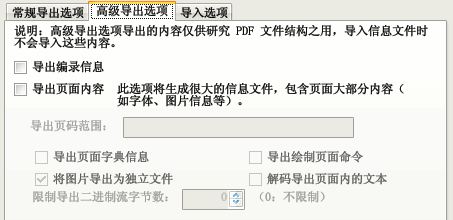 常规导出选项 高级导出选项 导入选项
说明：高级导出选项导出的内容仅供研究 PDF 文件结构之用，导入信息文件时
不会导入这些内容。
导出编录信息
导出页面内容 此选项将生成很大的信息文件，包含页面大部分内容（
如字体、图片信息等）。
导出页码范围：
导出页面字典信息 导出绘制页面命令
将图片导出为独立文件 解码导出页面内的文本
限制导出二进制流字节数： 0 （0：不限制）